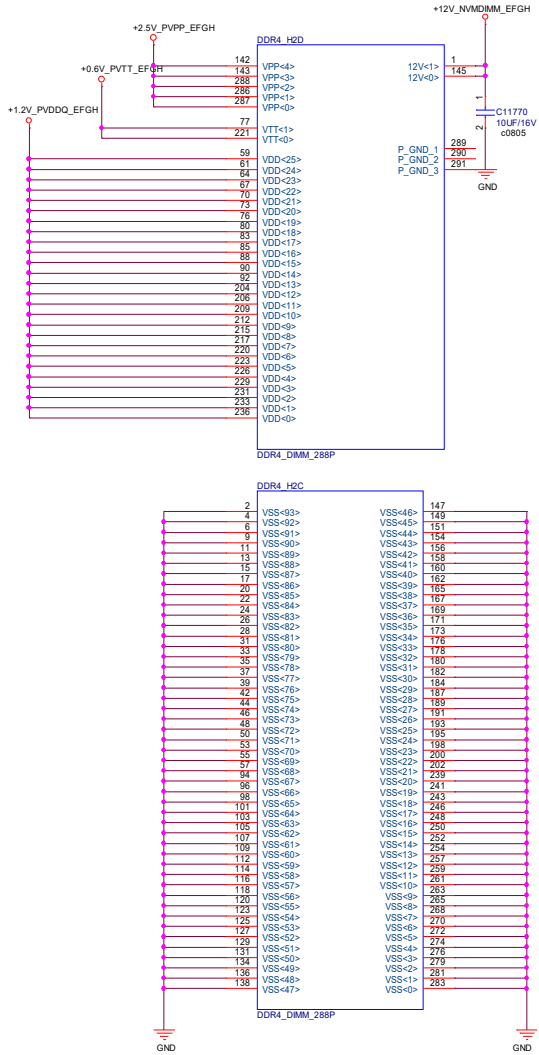 +12V_NVMDIMM_EFGH
+2.5V_PVPP_EFGH
DDR4_H2D
+0.6V_PVTT_EFGH
+1.2V_PVDDQ_EFGH
142 VPP<4> 12V<1> 1
143 VPP<3> 12V<0> 145
288 VPP<2>
286 VPP<1>
287 VPP<0>
1
C11770
10UF/16V
2 c0805
77 VTT<1>
221 VTT<0>
P_GND_1 289
P_GND_2 290
P_GND_3 291
GND
59 VDD<25>
61 VDD<24>
64 VDD<23>
67 VDD<22>
70 VDD<21>
73 VDD<20>
76 VDD<19>
80 VDD<18>
83 VDD<17>
85 VDD<16>
88 VDD<15>
90 VDD<14>
92 VDD<13>
204 VDD<12>
206 VDD<11>
209 VDD<10>
212 VDD<9>
215 VDD<8>
217 VDD<7>
220 VDD<6>
223 VDD<5>
226 VDD<4>
229 VDD<3>
231 VDD<2>
233 VDD<1>
236 VDD<0>
DDR4_DIMM_288P
DDR4_H2C
2 VSS<93> VSS<46> 147
4 VSS<92> VSS<45> 149
6 VSS<91> VSS<44> 151
9 VSS<90> VSS<43> 154
11 VSS<89> VSS<42> 156
13 VSS<88> VSS<41> 158
15 VSS<87> VSS<40> 160
17 VSS<86> VSS<39> 162
20 VSS<85> VSS<38> 165
22 VSS<84> VSS<37> 167
24 VSS<83> VSS<36> 169
26 VSS<82> VSS<35> 171
28 VSS<81> VSS<34> 173
31 VSS<80> VSS<33> 176
33 VSS<79> VSS<32> 178
35 VSS<78> VSS<31> 180
37 VSS<77> VSS<30> 182
39 VSS<76> VSS<29> 184
42 VSS<75> VSS<28> 187
44 VSS<74> VSS<27> 189
46 VSS<73> VSS<26> 191
48 VSS<72> VSS<25> 193
50 VSS<71> VSS<24> 195
53 VSS<70> VSS<23> 198
55 VSS<69> VSS<22> 200
57 VSS<68> VSS<21> 202
94 VSS<67> VSS<20> 239
96 VSS<66> VSS<19> 241
98 VSS<65> VSS<18> 243
101 VSS<64> VSS<17> 246
103 VSS<63> VSS<16> 248
105 VSS<62> VSS<15> 250
107 VSS<61> VSS<14> 252
109 VSS<60> VSS<13> 254
112 VSS<59> VSS<12> 257
114 VSS<58> VSS<11> 259
116 VSS<57> VSS<10> 261
118 VSS<56> VSS<9> 263
120 VSS<55> VSS<8> 265
123 VSS<54> VSS<7> 268
125 VSS<53> VSS<6> 270
127 VSS<52> VSS<5> 272
129 VSS<51> VSS<4> 274
131 VSS<50> VSS<3> 276
134 VSS<49> VSS<2> 279
136 VSS<48> VSS<1> 281
138 VSS<47> VSS<0> 283
DDR4_DIMM_288P
GND
GND